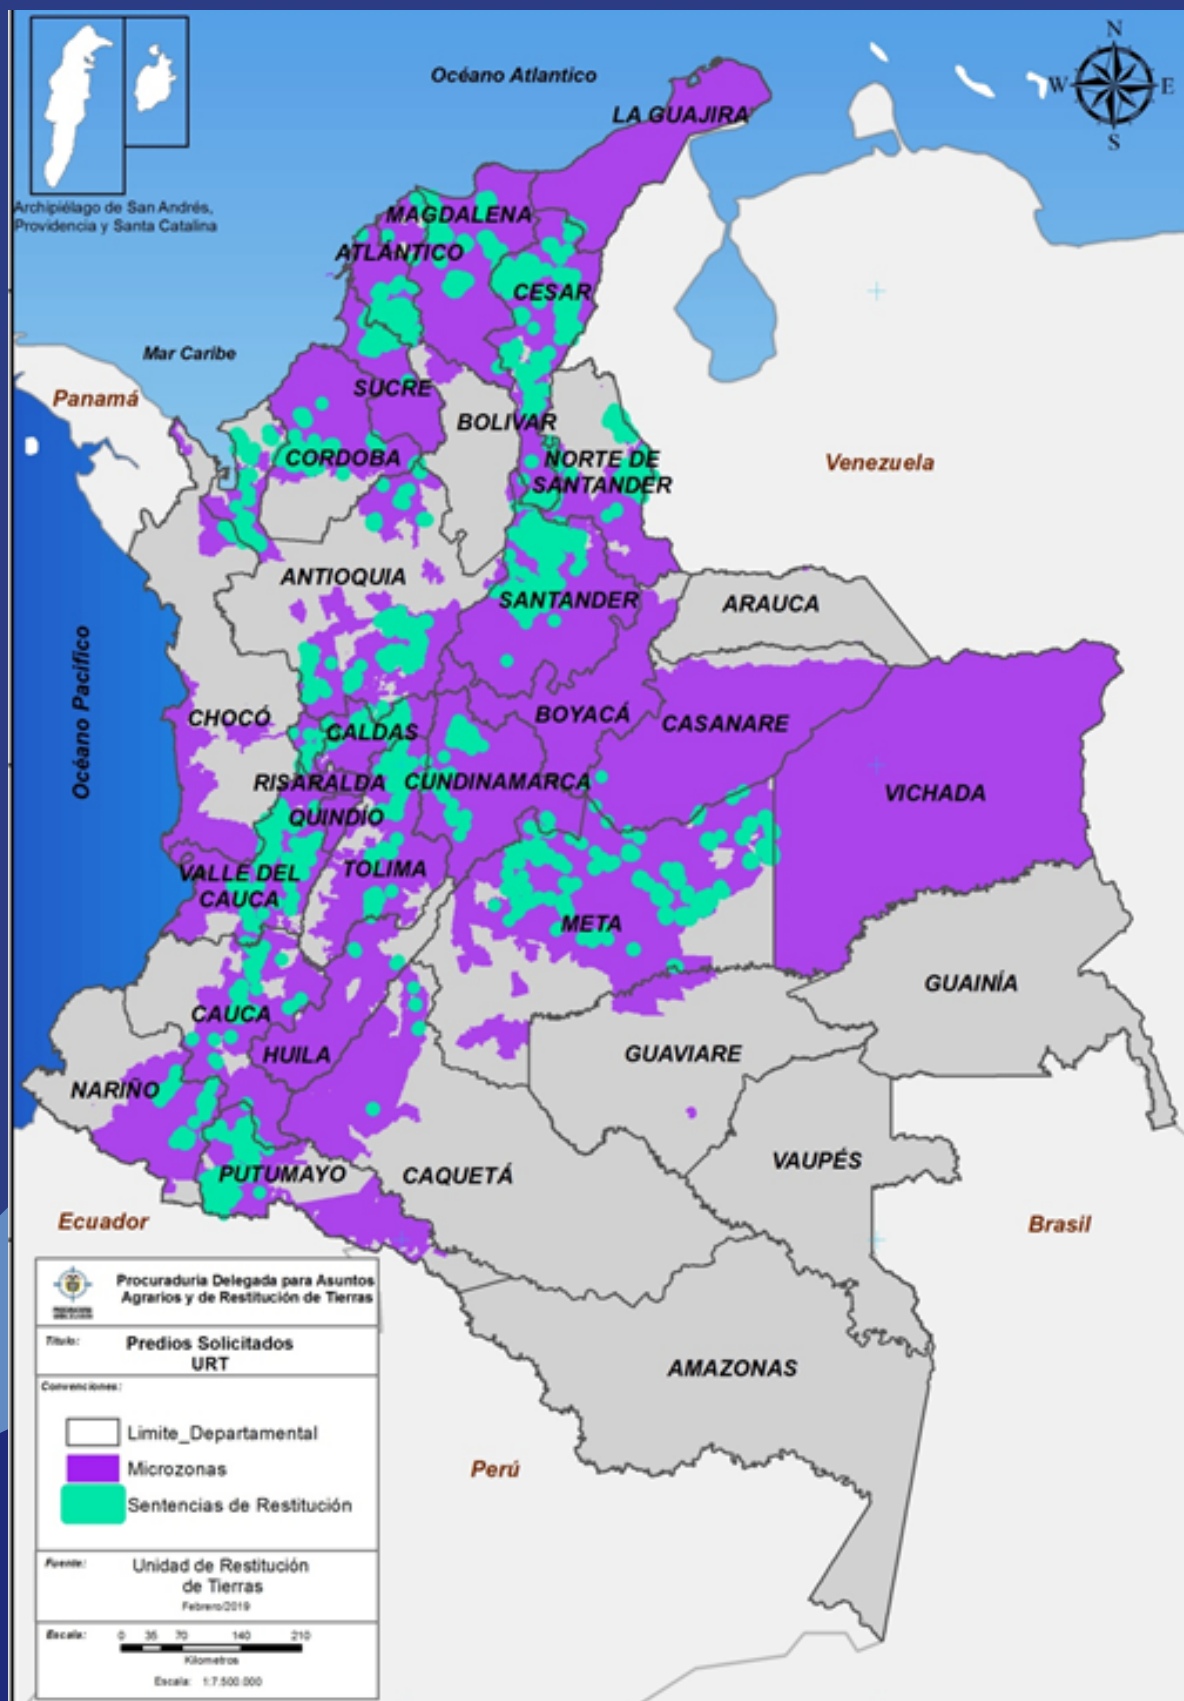 Océano Atlantico
N
W
E
S
LA GUAJIRA
Archipiélago de San Andrés,
Providencia y Santa Catalina
MAGDALENA
ATLÁNTICO
CESAR
Mar Caribe
Panamá
SUCRE
BOLIVAR
CORDOBA
NORTE DE
SANTANDER
Venezuela
ANTIOQUIA
SANTANDER
ARAUCA
Océano Pacifico
CHOCÓ
BOYACÁ
CASANARE
CALDAS
RISARALDA
CUNDINAMARCA
VICHADA
QUINDÍO
VALLE DEL
CAUCA
TOLIMA
META
GUAINÍA
CAUCA
HUILA
GUAVIARE
NARIÑO
PUTUMAYO
CAQUETÁ
VAUPÉS
Ecuador
Brasil
AMAZONAS
Perú
Procuraduria Delegada para Asuntos
Agrarios y de Restitución de Tierras
Titulo:
Predios Solicitados
URT
Convenciones:
Limite_Departamental
Microzonas
Sentencias de Restitución
Fuente:
Unidad de Restitución
de Tierras
Febrero/2019
Escala:
0 35 70 140 210
Kilometros
Escala: 1:7.500.000